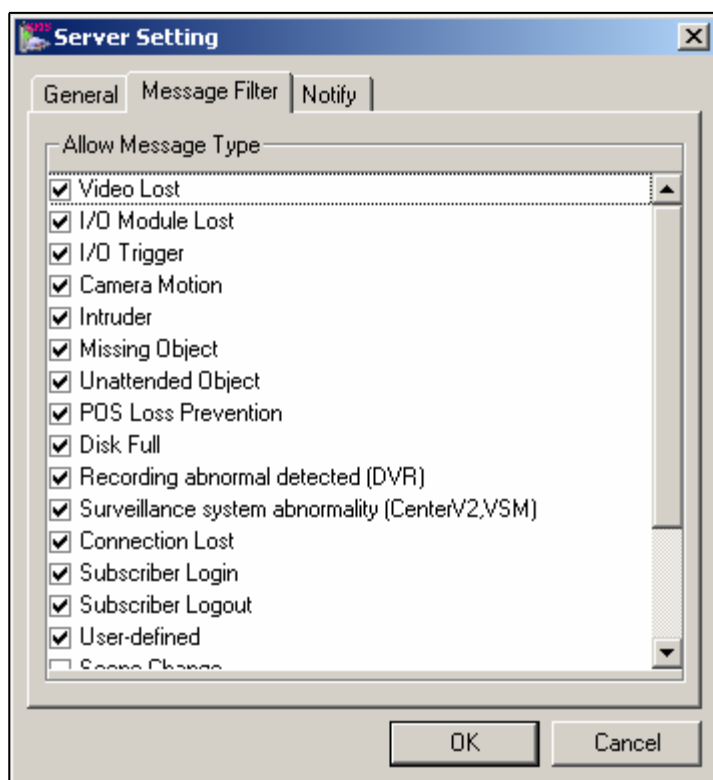 Server Setting
General Message Filter Notify
Allow Message Type
Video Lost
I/O Module Lost
I/O Trigger
Camera Motion
Intruder
Missing Object
Unattended Object
POS Loss Prevention
Disk Full
Recording abnormal detected (DVR)
Surveillance system abnormality (CenterV2,VSM)
Connection Lost
Subscriber Login
Subscriber Logout
User-defined
Scene Change
OK Cancel